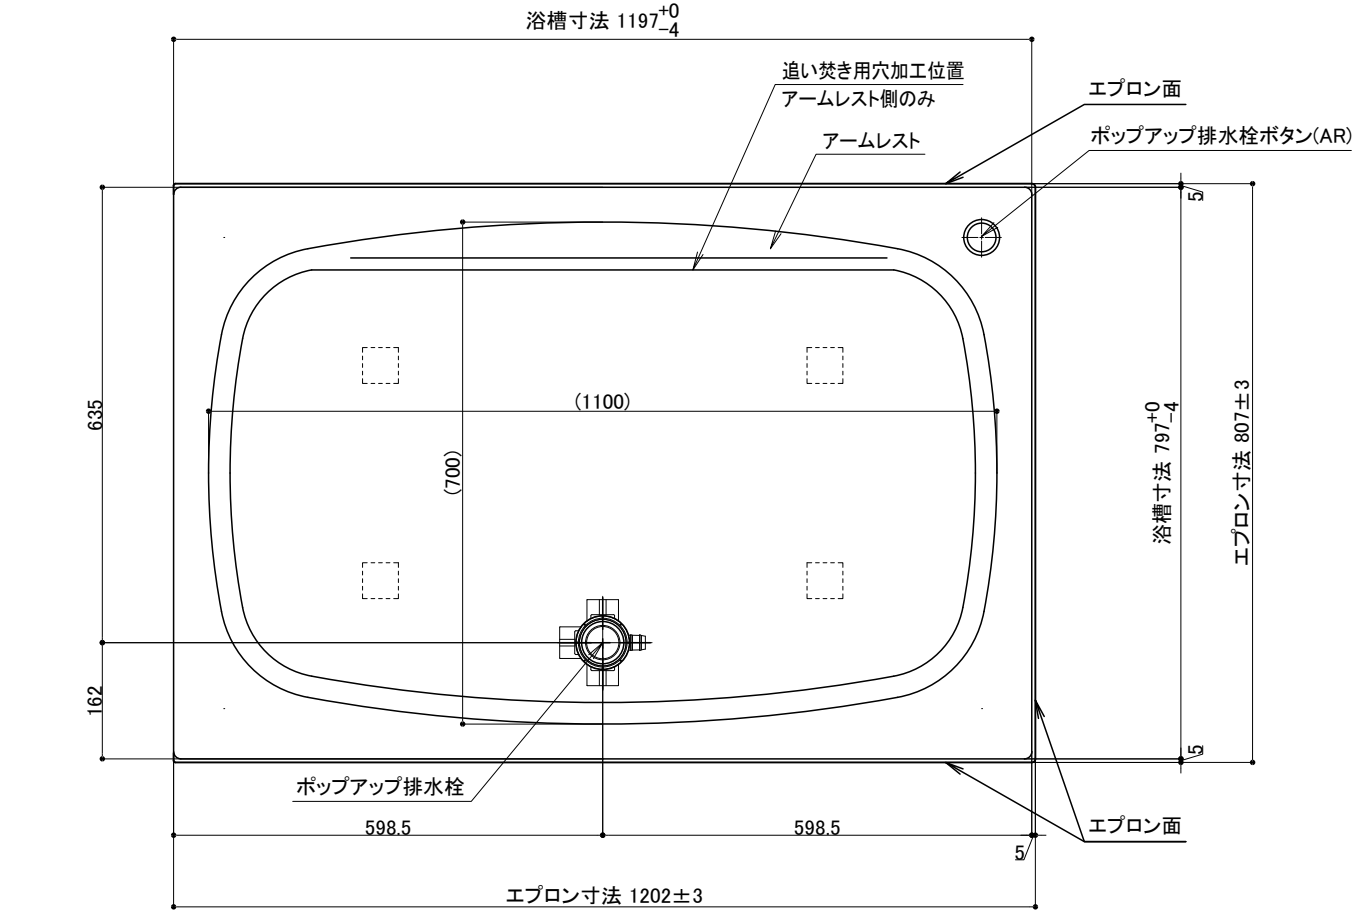 浴槽寸法 1197 +0 -4
追い焚き用穴加工位置
アームレスト側のみ
エプロン面
アームレスト
ポップアップ排水栓ボタン(AR)
5
635
(1100)
(700)
浴槽寸法 797 +0 -4
エプロン寸法 807±3
162
5
ポップアップ排水栓
598.5
598.5
エプロン面
5
エプロン寸法 1202±3